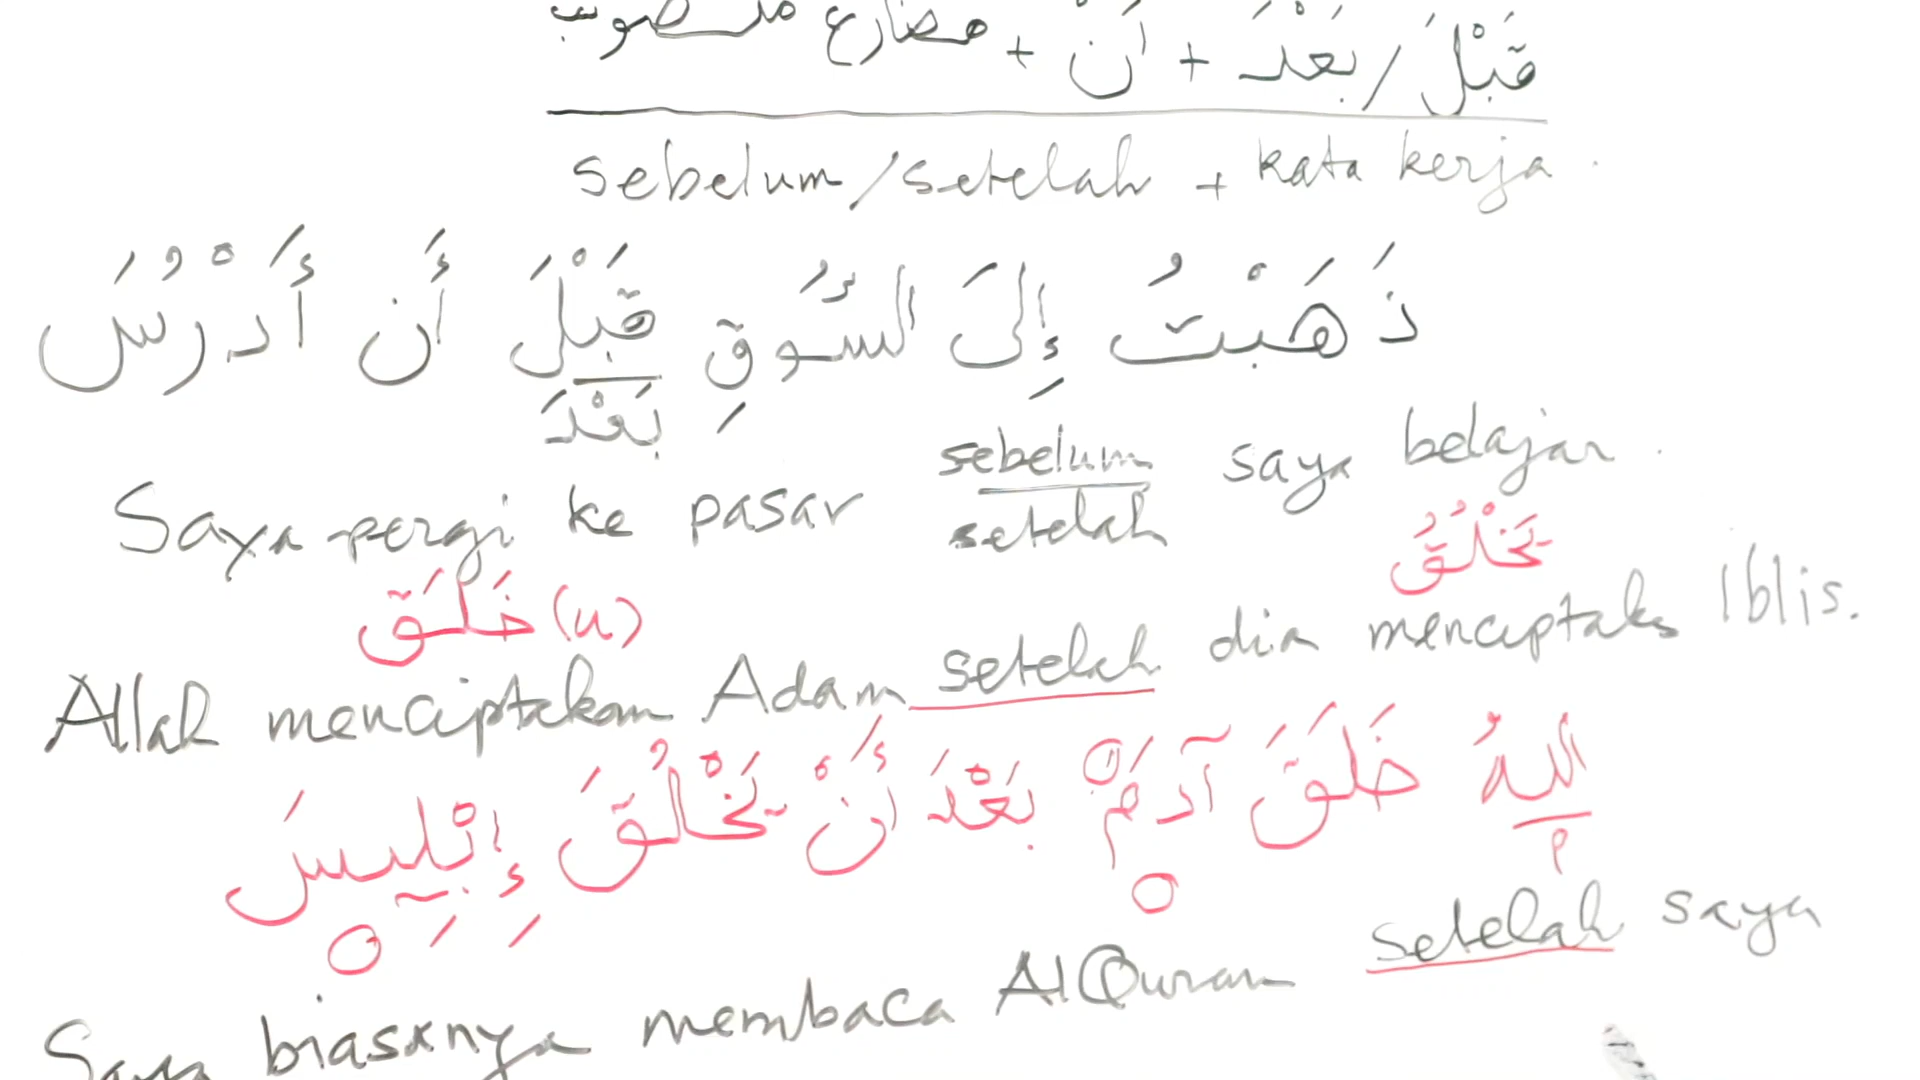 قَبْلَ / بَعْدَ + أَنْ + مضارع منصوب
sebelum/setelah + kata kerja
ذَهَبْتُ إِلَى السُّوقِ قَبْلَ أَن أَدْرُسَ
بَعْدَ
Saya pergi ke pasar sebelum saya belajar.
setelah
يَخْلُقُ
خَلَقَ (u)
Allah menciptakan Adam setelah dia menciptakn Iblis.
اللهُ خَلَقَ آدَمَ بَعْدَ أَنْ يَخْلُقَ إِبْلِيسَ
م
Saya biasanya membaca AlQuran setelah saya